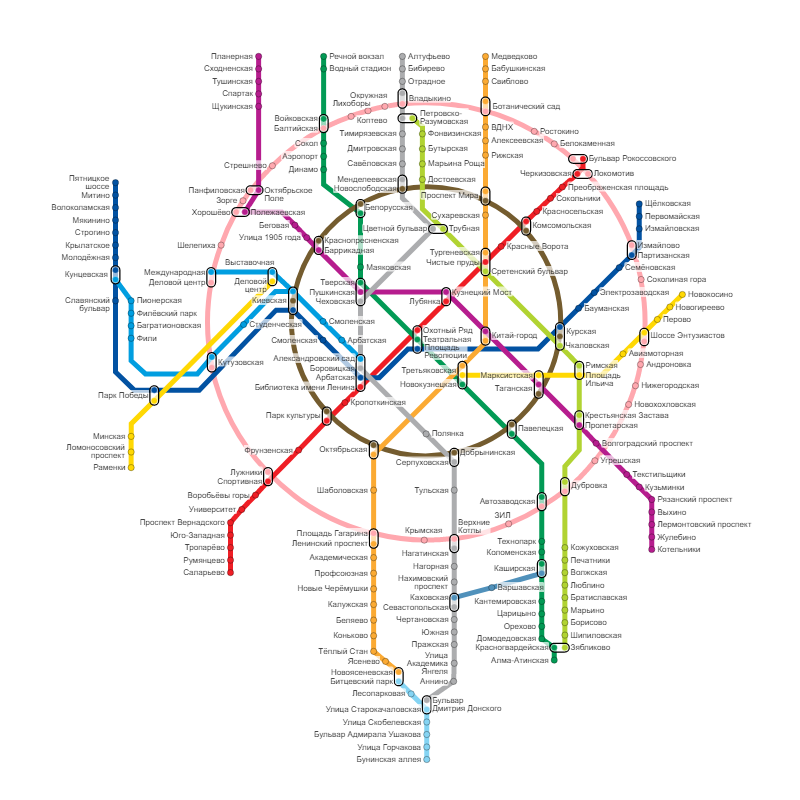 Планерная
Сходненская
Тушинская
Спартак
Щукинская
Речной вокзал
Водный стадион
Алтуфьево
Бибирево
Отрадное
Медведково
Бабушкинская
Свиблово
Окружная
Лихоборы
Владыкино
Коптево
Петровско-
Разумовская
Ботанический сад
Войковская
Балтийская
Тимирязевская
Фонвизинская
ВДНХ
Ростокино
Сокол
Дмитровская
Бутырская
Алексеевская
Белокаменная
Аэропорт
Савёловская
Марьина Роща
Рижская
Бульвар Рокоссовского
Стрешнево
Динамо
Менделеевская
Новослободская
Достоевская
Черкизовская
Локомотив
Преображенская площадь
Пятницкое
шоссе
Митино
Волоколамская
Мякинино
Строгино
Крылатское
Молодёжная
Кунцевская
Панфиловская
Октябрьское
Поле
Зорге
Хорошёво
Полежаевская
Беговая
Улица 1905 года
Шелепиха
Белорусская
Проспект Мира
Сокольники
Красносельская
Комсомольская
Щёлковская
Первомайская
Измайловская
Сухаревская
Цветной бульвар
Трубная
Краснопресненская
Баррикадная
Красные Ворота
Тургеневская
Чистые пруды
Сретенский бульвар
Измайлово
Партизанская
Семёновская
Соколиная гора
Выставочная
Международная
Деловой центр
Деловой
центр
Маяковская
Тверская
Пушкинская
Чеховская
Кузнецкий Мост
Лубянка
Электрозаводская
Бауманская
Новокосино
Новогиреево
Перово
Шоссе Энтузиастов
Славянский
бульвар
Пионерская
Филёвский парк
Багратионовская
Фили
Киевская
Студенческая
Смоленская
Смоленская
Арбатская
Охотный Ряд
Театральная
Площадь
Революции
Китай-город
Курская
Чкаловская
Авиамоторная
Андроновка
Кутузовская
Александровский сад
Боровицкая
Арбатская
Библиотека имени Ленина
Третьяковская
Новокузнецкая
Марксистская
Таганская
Римская
Площадь
Ильича
Нижегородская
Новохохловская
Парк Победы
Минская
Ломоносовский
проспект
Раменки
Кропоткинская
Парк культуры
Полянка
Павелецкая
Крестьянская Застава
Пролетарская
Волгоградский проспект
Фрунзенская
Октябрьская
Добрынинская
Серпуховская
Угрешская
Текстильщики
Кузьминки
Лужники
Спортивная
Воробьёвы горы
Университет
Проспект Вернадского
Юго-Западная
Тропарёво
Румянцево
Саларьево
Шаболовская
Тульская
Автозаводская
Дубровка
Рязанский проспект
Выхино
Лермонтовский проспект
Жулебино
Котельники
ЗИЛ
Верхние
Котлы
Крымская
Площадь Гагарина
Ленинский проспект
Академическая
Профсоюзная
Новые Черёмушки
Калужская
Беляево
Коньково
Тёплый Стан
Ясенево
Новоясеневская
Битцевский парк
Лесопарковая
Нагатинская
Нагорная
Нахимовский
проспект
Каховская
Севастопольская
Чертановская
Южная
Пражская
Улица
Академика
Янгеля
Аннино
Технопарк
Коломенская
Каширская
Варшавская
Кантемировская
Царицыно
Орехово
Домодедовская
Красногвардейская
Алма-Атинская
Кожуховская
Печатники
Волжская
Люблино
Братиславская
Марьино
Борисово
Шипиловская
Зябликово
Бульвар
Дмитрия Донского
Улица Старокачаловская
Улица Скобелевская
Бульвар Адмирала Ушакова
Улица Горчакова
Бунинская аллея